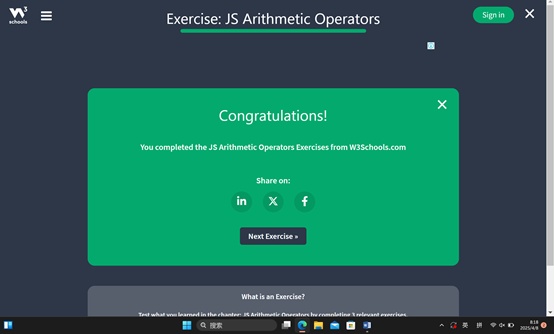 W3
schools
Exercise: JS Arithmetic Operators
Sign in
Congratulations!
You completed the JS Arithmetic Operators Exercises from W3Schools.com
Share on:
in X f
Next Exercise »
What is an Exercise?
Test what you learned in the chapter: JS Arithmetic Operators by completing 3 relevant exercises.
搜索
英 拼
8:18
2025/4/8